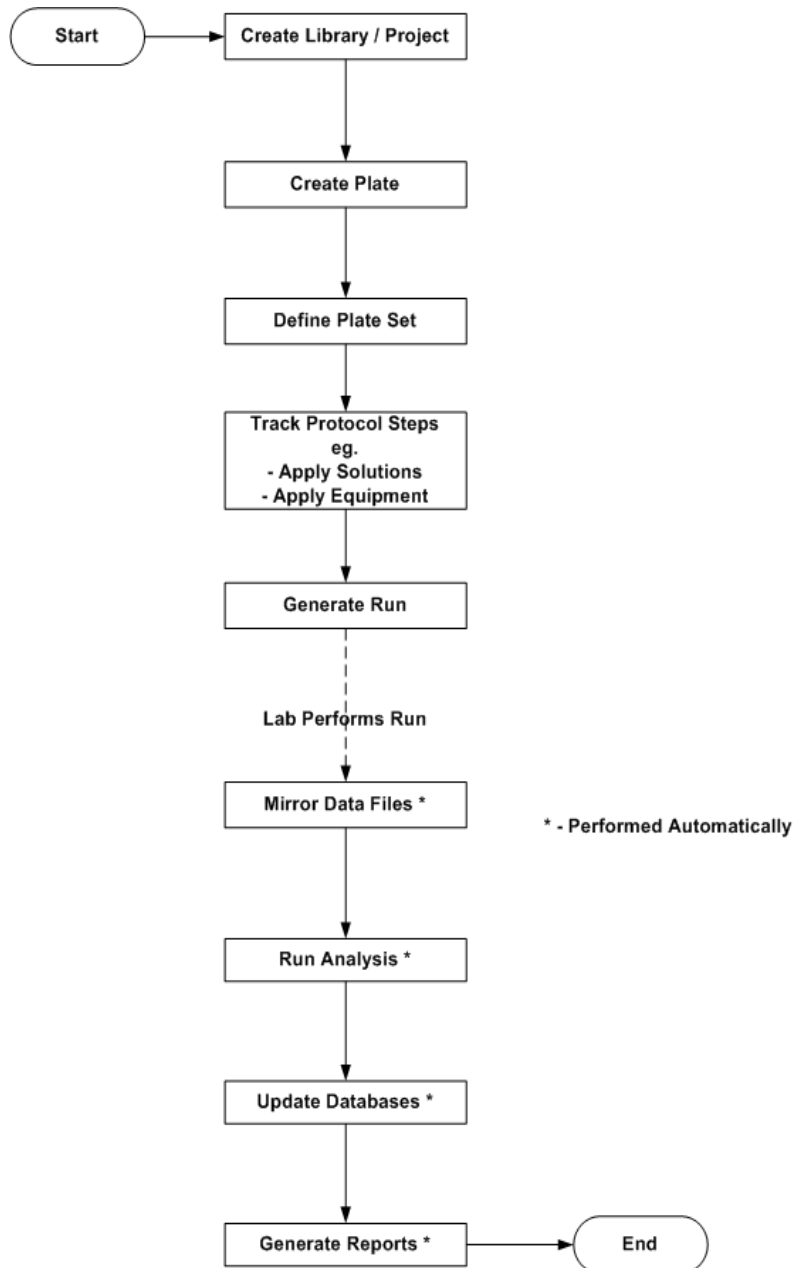 Start
Create Library / Project
Create Plate
Define Plate Set
Track Protocol Steps
eg.
- Apply Solutions
- Apply Equipment
Generate Run
Lab Performs Run
Mirror Data Files *
* - Performed Automatically
Run Analysis *
Update Databases *
Generate Reports *
End